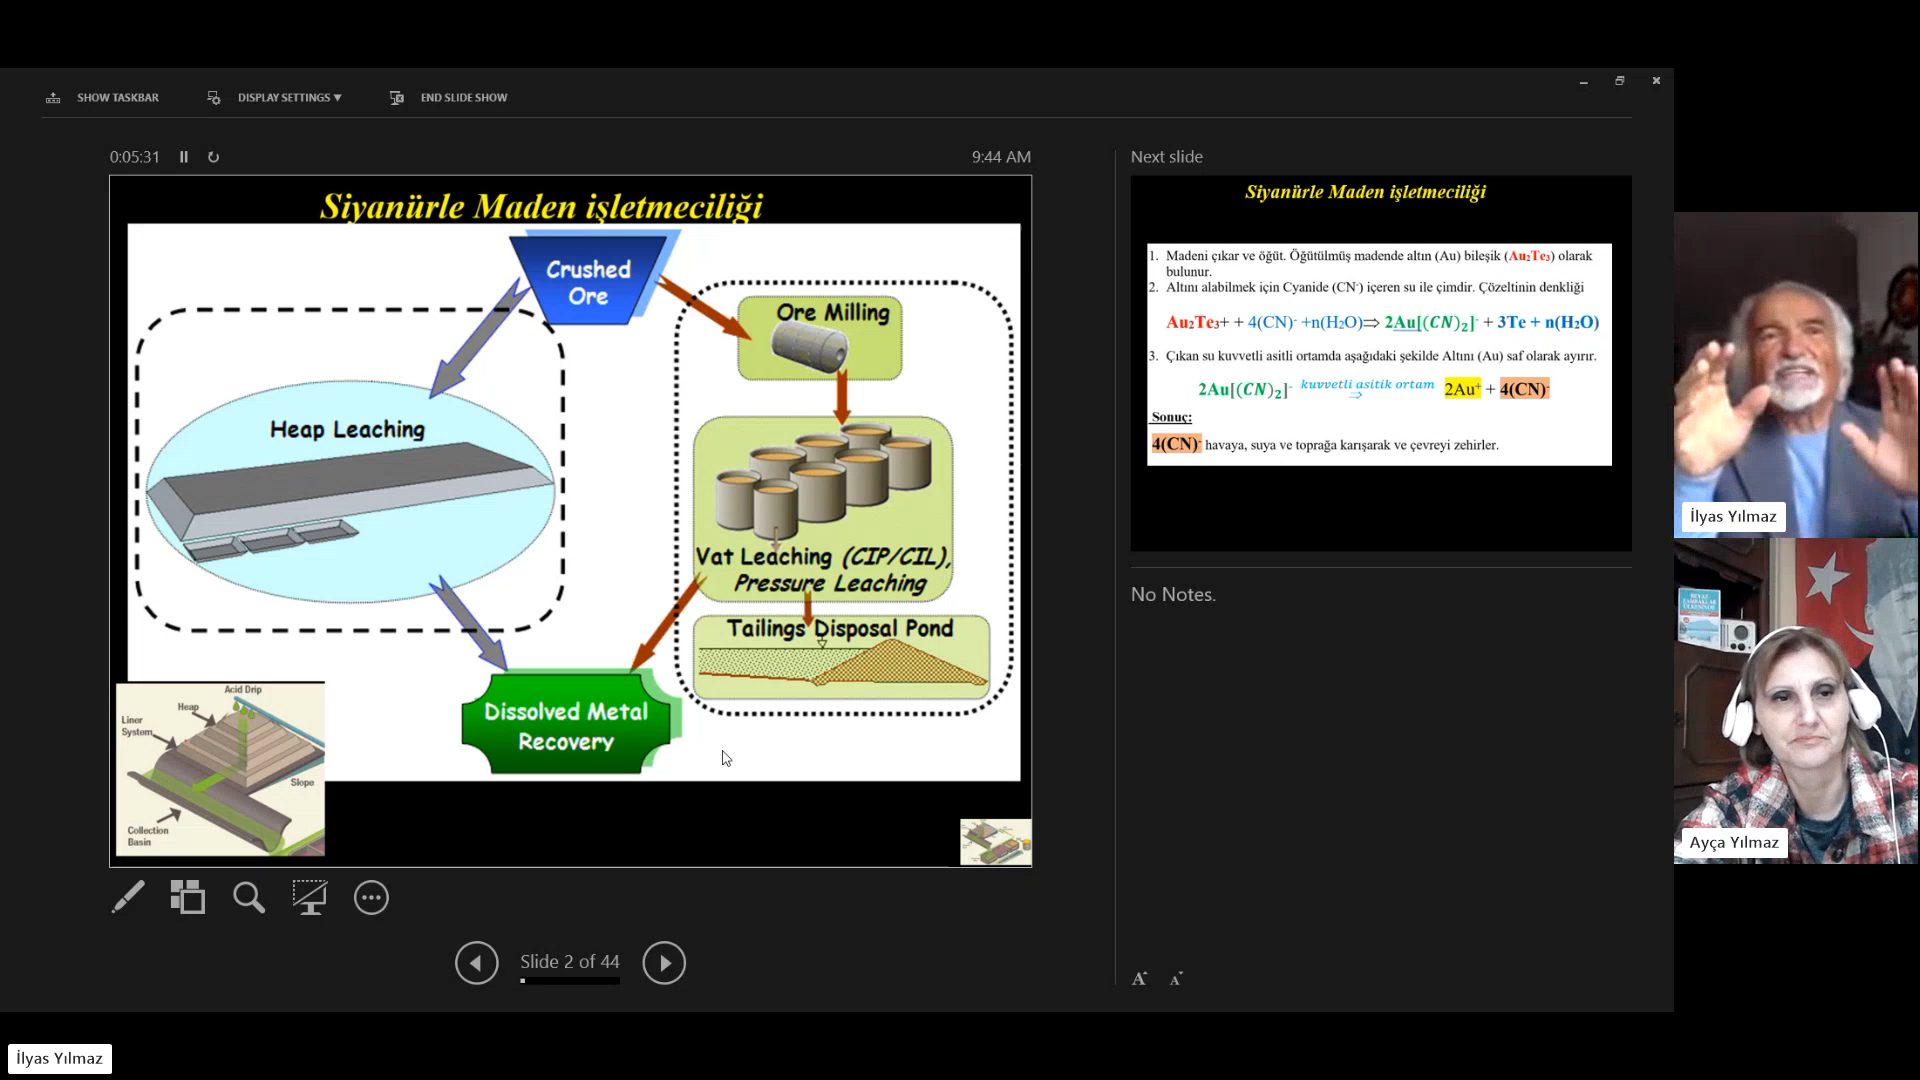 SHOW TASKBAR
DISPLAY SETTINGS ▼
END SLIDE SHOW
0:05:31
9:44 AM
Siyanürle Maden işletmeciliği
Crushed
Ore
Ore Milling
Heap Leaching
Vat Leaching (CIP/CIL),
Pressure Leaching
Tailings Disposal Pond
Dissolved Metal
Recovery
Acid Drip
Heap
Liner
System
Slope
Collection
Basin
Slide 2 of 44
Next slide
Siyanürle Maden işletmeciliği
1. Madeni çıkar ve öğüt. Öğütülmüş madende altın (Au) bileşik (Au₂Te₃) olarak
bulunur.
2. Altını alabilmek için Cyanide (CN⁻) içeren su ile çimdir. Çözeltinin denkliği
Au₂Te₃+ + 4(CN)⁻ +n(H₂O)⇒ 2Au[(CN)₂]⁻ + 3Te + n(H₂O)
3. Çıkan su kuvvetli asitli ortamda aşağıdaki şekilde Altını (Au) saf olarak ayırır.
2Au[(CN)₂]⁻ kuvvetli asitik ortam ⇒ 2Au⁺ + 4(CN)⁻
Sonuç:
4(CN)⁻ havaya, suya ve toprağa karışarak ve çevreyi zehirler.
No Notes.
A A
İlyas Yılmaz
BEYAZ
ZAMBAKLAR
ÜLKESİNDE
Ayça Yılmaz
İlyas Yılmaz